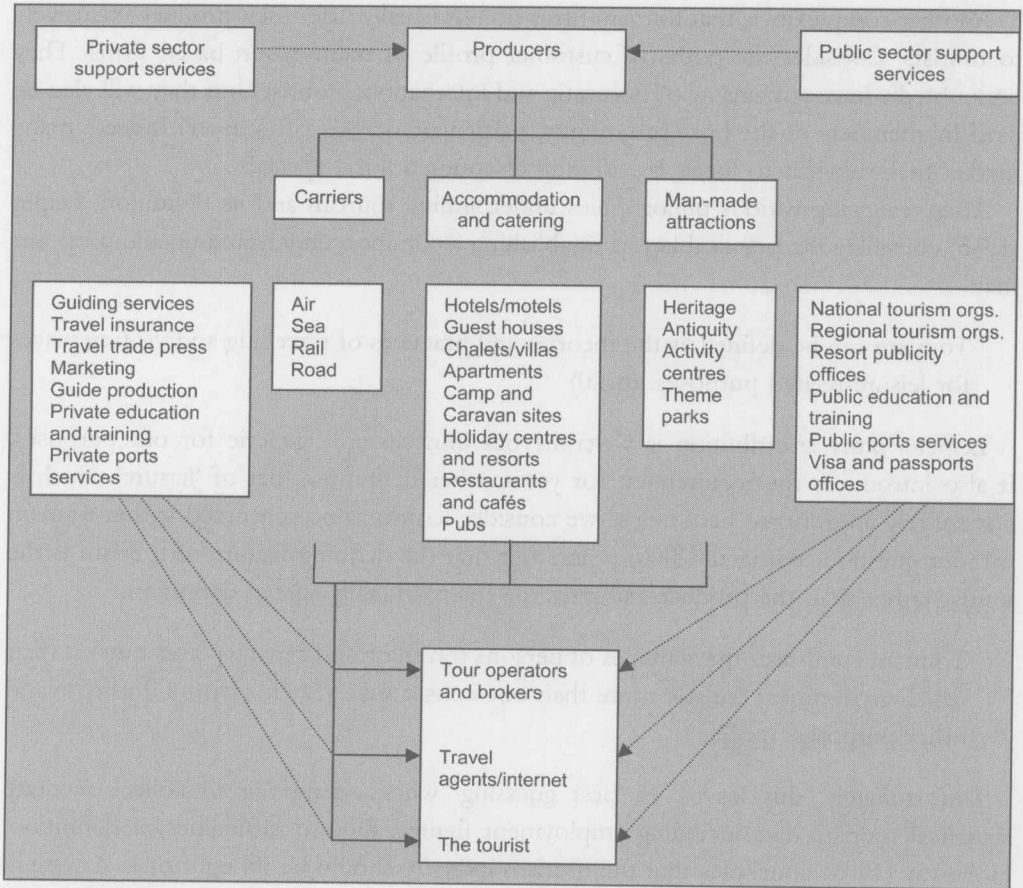 Private sector
support services
Producers
Public sector support
services
Carriers
Accommodation
and catering
Man-made
attractions
Guiding services
Travel insurance
Travel trade press
Marketing
Guide production
Private education
and training
Private ports
services
Air
Sea
Rail
Road
Hotels/motels
Guest houses
Chalets/villas
Apartments
Camp and
Caravan sites
Holiday centres
and resorts
Restaurants
and cafés
Pubs
Heritage
Antiquity
Activity
centres
Theme
parks
National tourism orgs.
Regional tourism orgs.
Resort publicity
offices
Public education and
training
Public ports services
Visa and passports
offices
Tour operators
and brokers
Travel
agents/internet
The tourist